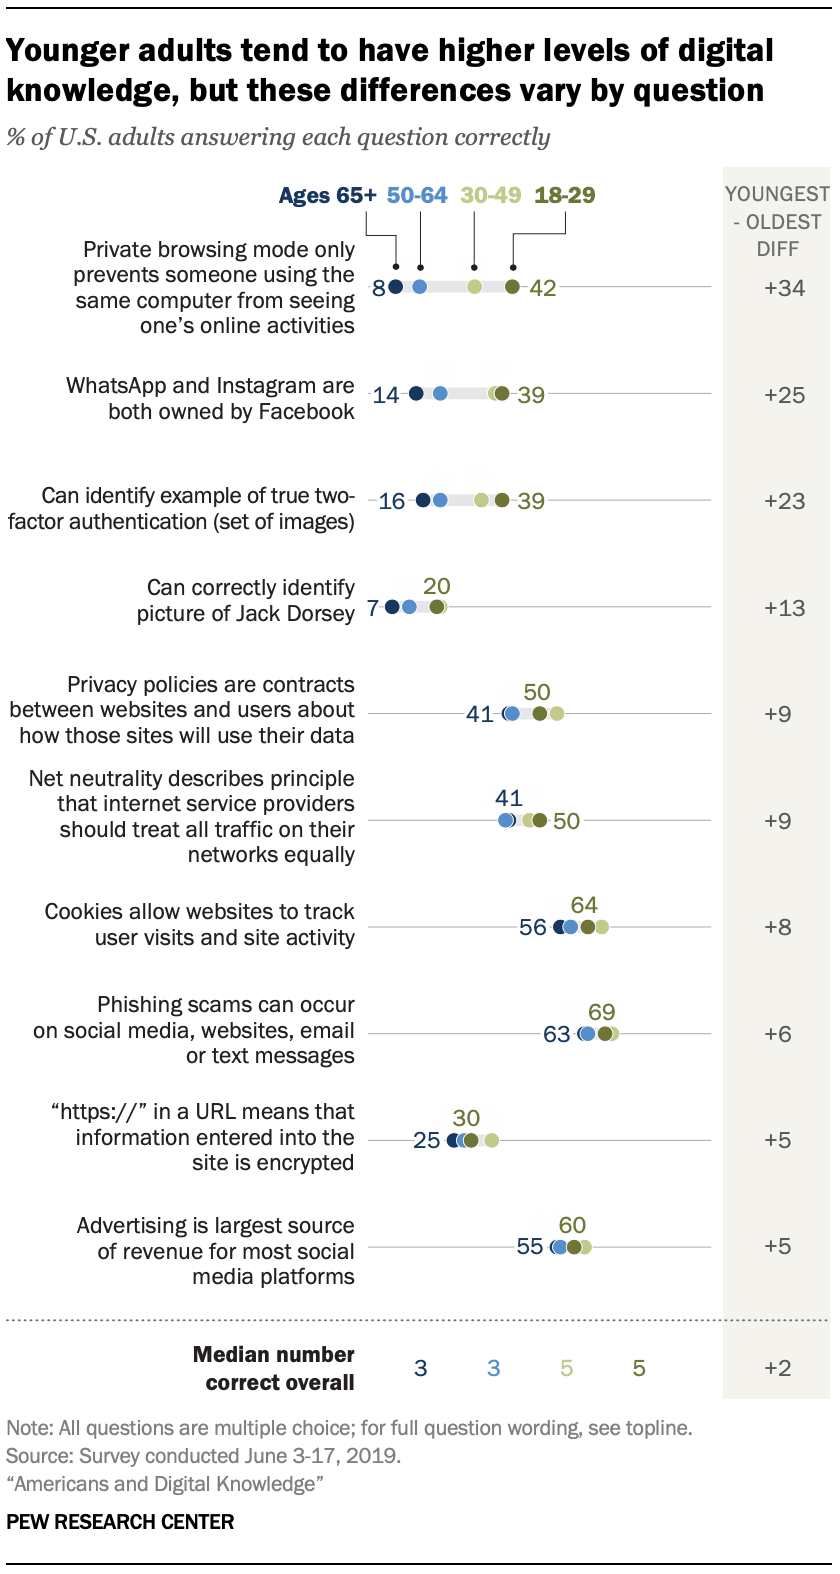 Younger adults tend to have higher levels of digital
knowledge, but these differences vary by question
% of U.S. adults answering each question correctly
YOUNGEST
- OLDEST
DIFF
Ages 65+ 50-64 30-49 18-29
Private browsing mode only
prevents someone using the
same computer from seeing
one’s online activities
8 42 +34
WhatsApp and Instagram are
both owned by Facebook
14 39 +25
Can identify example of true two-
factor authentication (set of images)
16 39 +23
Can correctly identify
picture of Jack Dorsey
7 20 +13
Privacy policies are contracts
between websites and users about
how those sites will use their data
41 50 +9
Net neutrality describes principle
that internet service providers
should treat all traffic on their
networks equally
41 50 +9
Cookies allow websites to track
user visits and site activity
56 64 +8
Phishing scams can occur
on social media, websites, email
or text messages
63 69 +6
“https://” in a URL means that
information entered into the
site is encrypted
25 30 +5
Advertising is largest source
of revenue for most social
media platforms
55 60 +5
Median number
correct overall
3 3 5 5 +2
Note: All questions are multiple choice; for full question wording, see topline.
Source: Survey conducted June 3-17, 2019.
“Americans and Digital Knowledge”
PEW RESEARCH CENTER